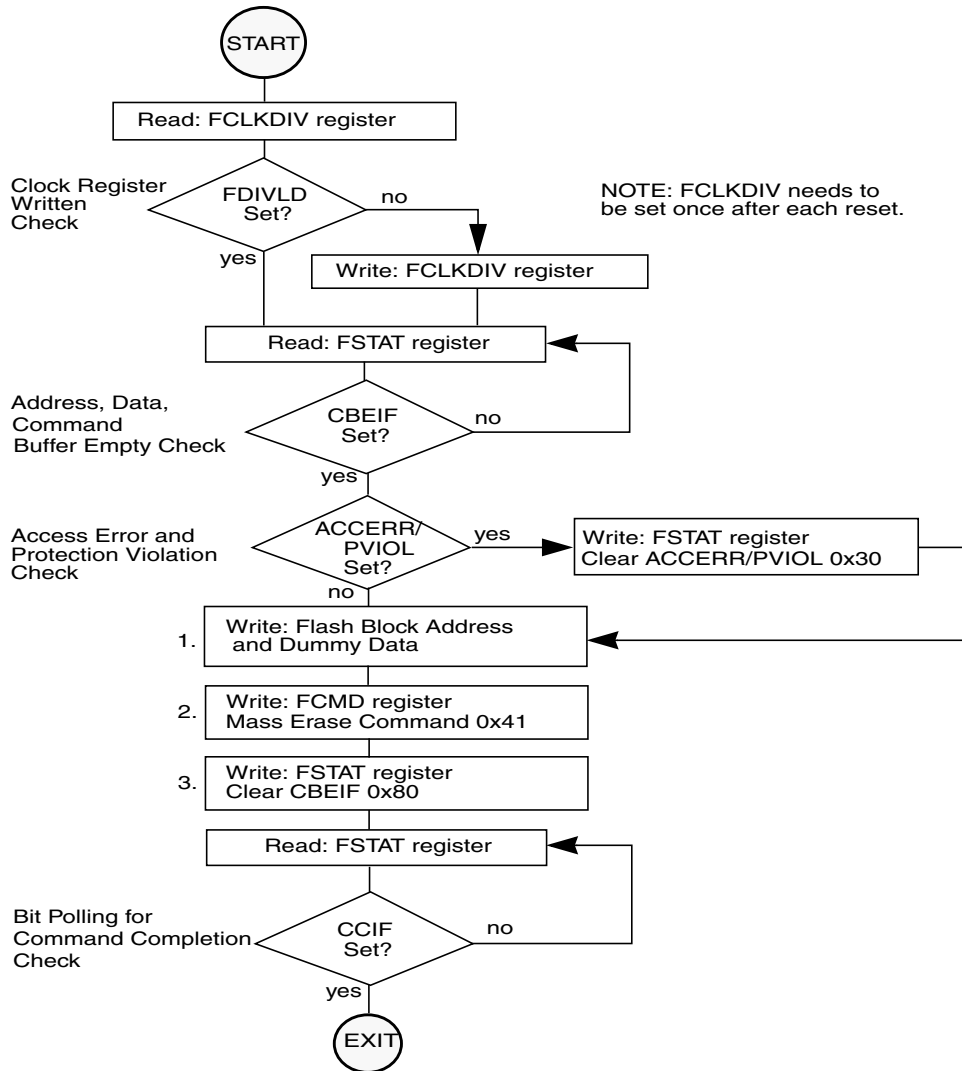 START
Read: FCLKDIV register
Clock Register
Written
Check
FDIVLD
Set?
no
yes
NOTE: FCLKDIV needs to
be set once after each reset.
Write: FCLKDIV register
Read: FSTAT register
Address, Data,
Command
Buffer Empty Check
CBEIF
Set?
no
yes
Access Error and
Protection Violation
Check
ACCERR/
PVIOL
Set?
yes
no
Write: FSTAT register
Clear ACCERR/PVIOL 0x30
1.
Write: Flash Block Address
and Dummy Data
2.
Write: FCMD register
Mass Erase Command 0x41
3.
Write: FSTAT register
Clear CBEIF 0x80
Read: FSTAT register
Bit Polling for
Command Completion
Check
CCIF
Set?
no
yes
EXIT